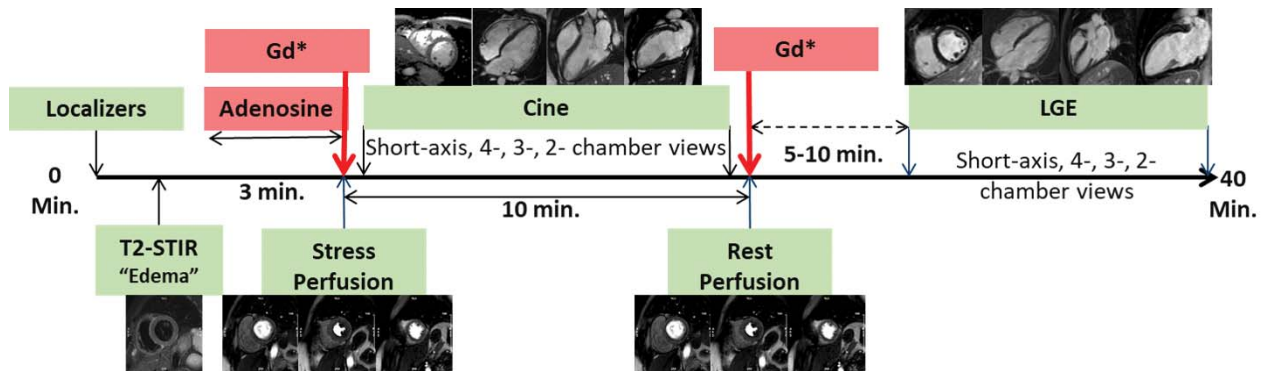 Gd*
Gd*
Localizers
Adenosine
Cine
LGE
Short-axis, 4-, 3-, 2- chamber views
5-10 min.
Short-axis, 4-, 3-, 2-
chamber views
0
Min.
3 min.
10 min.
40
Min.
T2-STIR
“Edema”
Stress
Perfusion
Rest
Perfusion